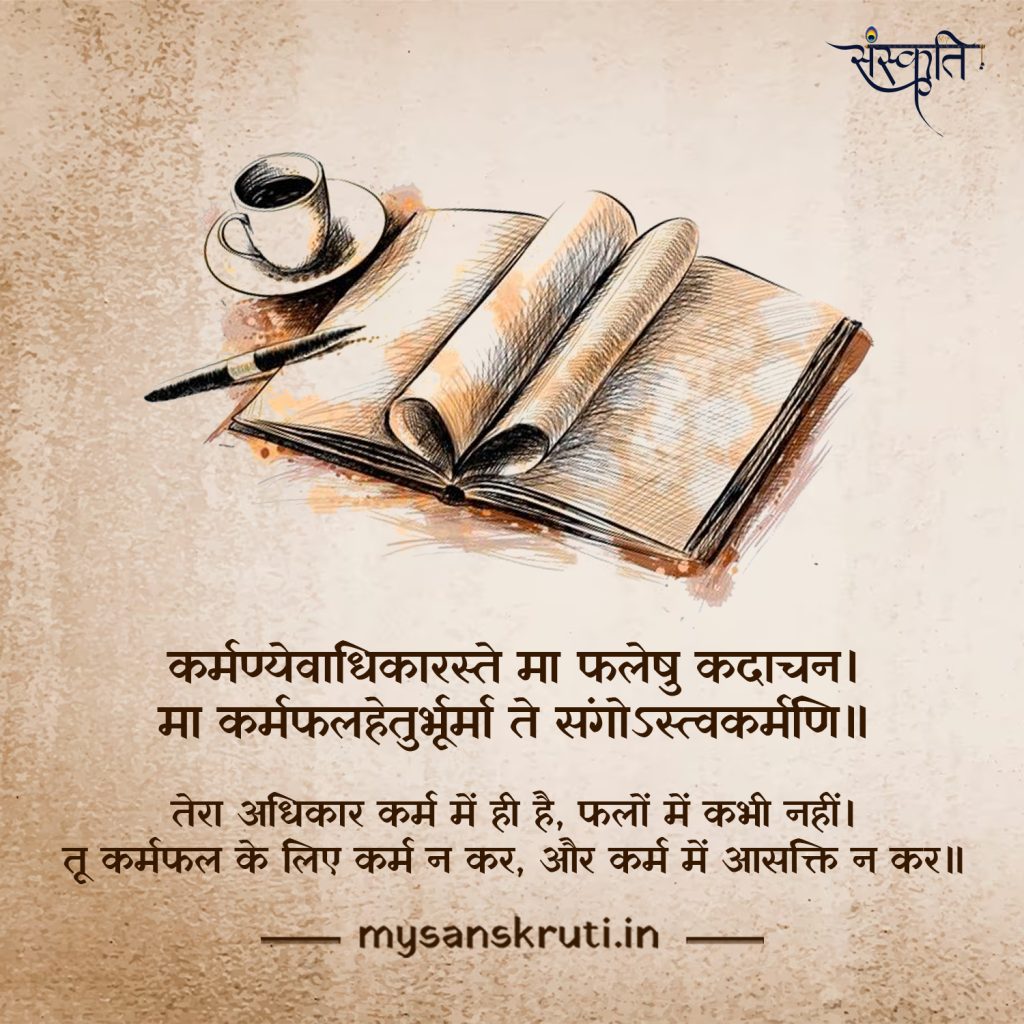 संस्कृति
कर्मण्येवाधिकारस्ते मा फलेषु कदाचन।
मा कर्मफलहेतुर्भूर्मा ते संगोऽस्त्वकर्मणि॥
तेरा अधिकार कर्म में ही है, फलों में कभी नहीं।
तू कर्मफल के लिए कर्म न कर, और कर्म में आसक्ति न कर॥
mysanskruti.in